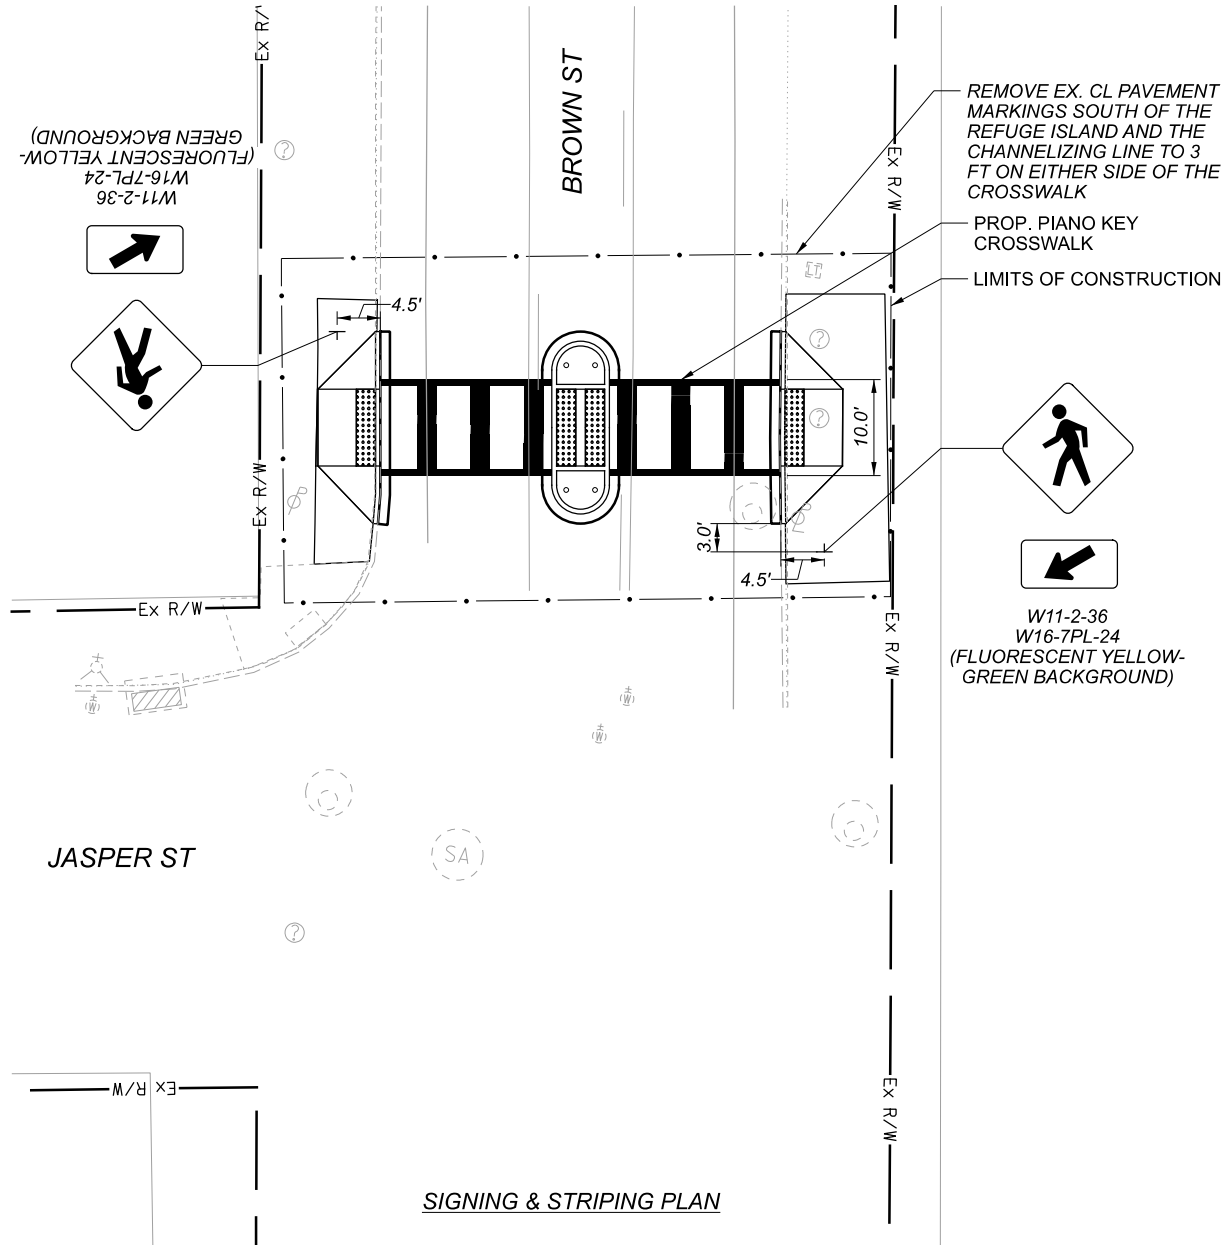 Ex R/W
BROWN ST
REMOVE EX. CL PAVEMENT
MARKINGS SOUTH OF THE
REFUGE ISLAND AND THE
CHANNELIZING LINE TO 3
FT ON EITHER SIDE OF THE
CROSSWALK
W11-2-36
W16-7PL-24
(FLUORESCENT YELLOW-
GREEN BACKGROUND)
?
Ex R/W
PROP. PIANO KEY
CROSSWALK
LT
LIMITS OF CONSTRUCTION
4.5'
?
?
10.0'
Ex R/W
3.0'
4.5'
Ex R/W
W11-2-36
W16-7PL-24
(FLUORESCENT YELLOW-
GREEN BACKGROUND)
Ex R/W
W
W
W
JASPER ST
SA
?
Ex R/W
Ex R/W
SIGNING & STRIPING PLAN